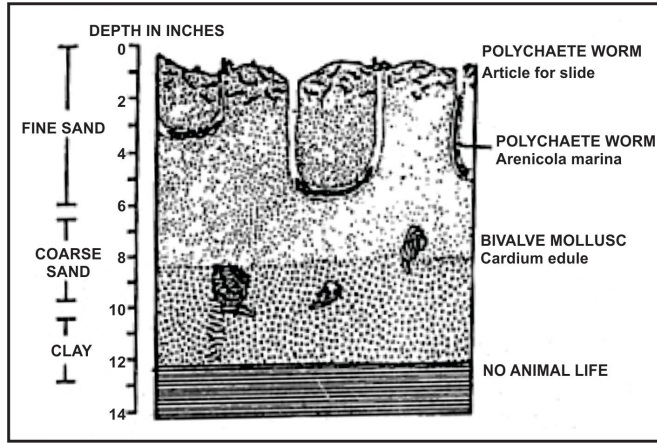 DEPTH IN INCHES
0
2
4
6
8
10
12
14
FINE SAND
COARSE
SAND
CLAY
POLYCHAETE WORM
Article for slide
POLYCHAETE WORM
Arenicola marina
BIVALVE MOLLUSC
Cardium edule
NO ANIMAL LIFE